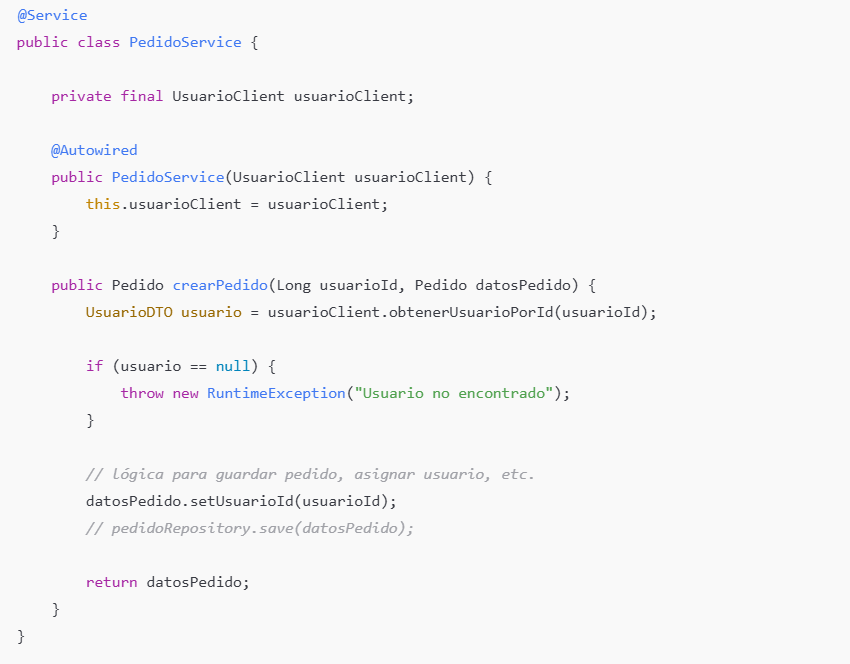 @Service
public class PedidoService {
private final UsuarioClient usuarioClient;
@Autowired
public PedidoService(UsuarioClient usuarioClient) {
this.usuarioClient = usuarioClient;
}
public Pedido crearPedido(Long usuarioId, Pedido datosPedido) {
UsuarioDTO usuario = usuarioClient.obtenerUsuarioPorId(usuarioId);
if (usuario == null) {
throw new RuntimeException("Usuario no encontrado");
}
// lógica para guardar pedido, asignar usuario, etc.
datosPedido.setUsuarioId(usuarioId);
// pedidoRepository.save(datosPedido);
return datosPedido;
}
}